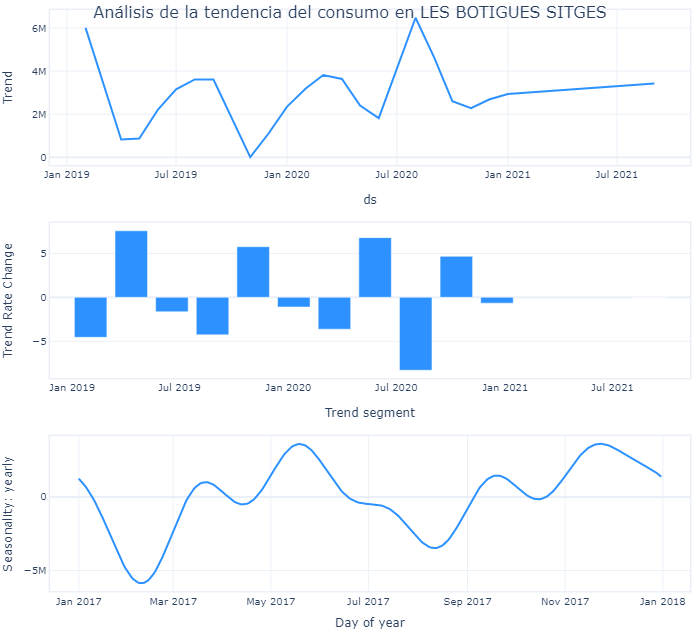 Análisis de la tendencia del consumo en LES BOTIGUES SITGES
6M
4M
2M
0
Trend
Jan 2019 Jul 2019 Jan 2020 Jul 2020 Jan 2021 Jul 2021
ds
5
0
−5
Trend Rate Change
Jan 2019 Jul 2019 Jan 2020 Jul 2020 Jan 2021 Jul 2021
Trend segment
0
−5M
Seasonality: yearly
Jan 2017 Mar 2017 May 2017 Jul 2017 Sep 2017 Nov 2017 Jan 2018
Day of year